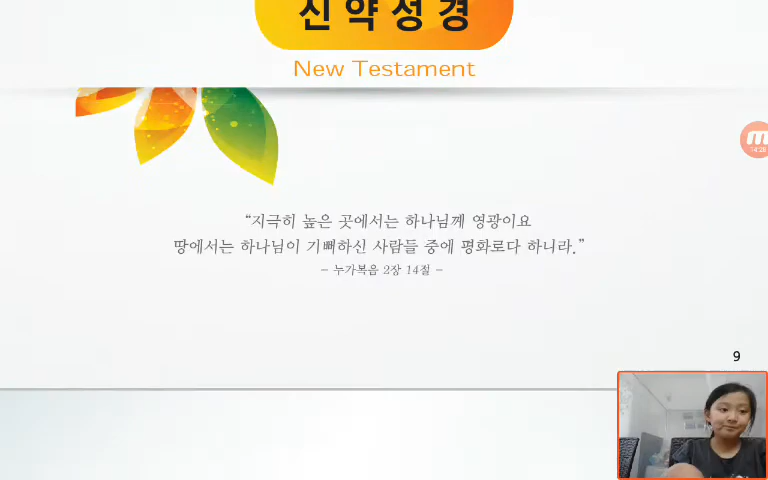 신약성경
New Testament
“지극히 높은 곳에서는 하나님께 영광이요
땅에서는 하나님이 기뻐하신 사람들 중에 평화로다 하니라.”
- 누가복음 2장 14절 -
9